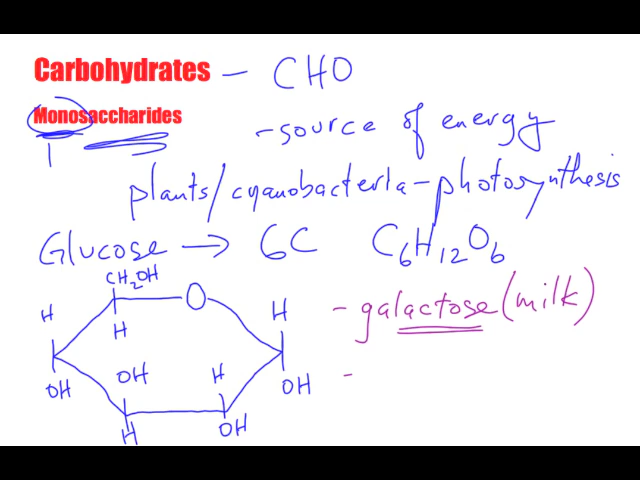 Carbohydrates - CHO
Monosaccharides
1
- source of energy
plants/cyanobacteria - photosynthesis
Glucose → 6C C6H12O6
CH2OH
O
H
H
H
- galactose (milk)
OH
OH
H
OH
-
H
OH